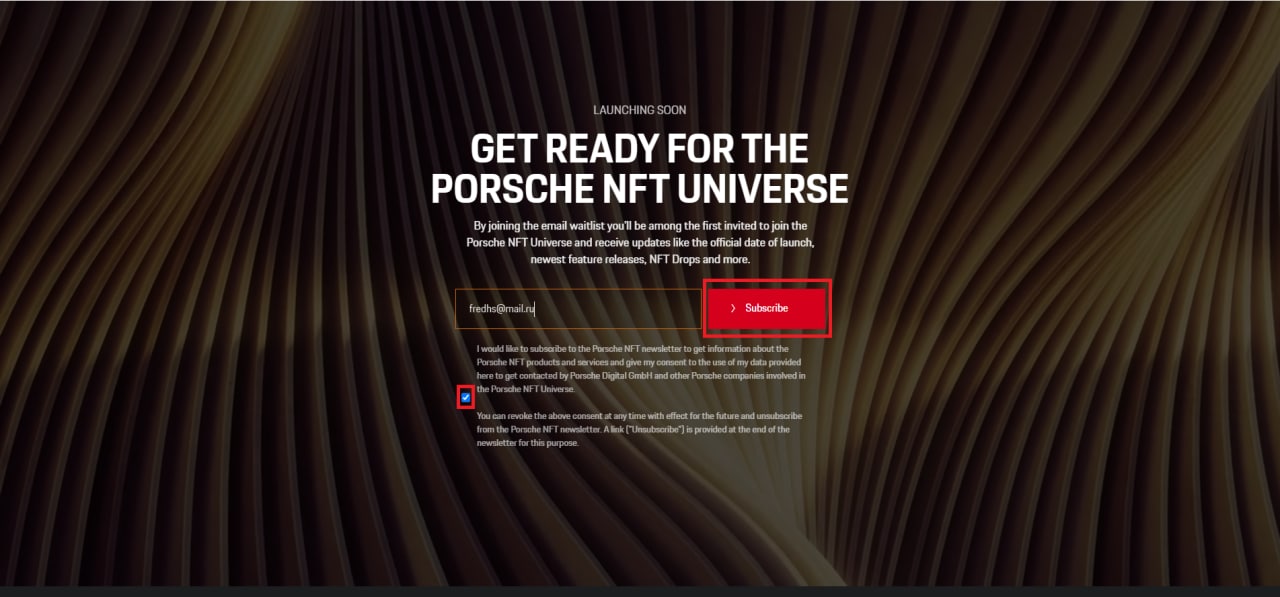 LAUNCHING SOON
GET READY FOR THE
PORSCHE NFT UNIVERSE
By joining the email waitlist you'll be among the first invited to join the
Porsche NFT Universe and receive updates like the official date of launch,
newest feature releases, NFT Drops and more.
fredhs@mail.ru
Subscribe
I would like to subscribe to the Porsche NFT newsletter to get information about the
Porsche NFT products and services and give my consent to the use of my data provided
here to get contacted by Porsche Digital GmbH and other Porsche companies involved in
the Porsche NFT Universe.
You can revoke the above consent at any time with effect for the future and unsubscribe
from the Porsche NFT newsletter. A link ("Unsubscribe") is provided at the end of the
newsletter for this purpose.